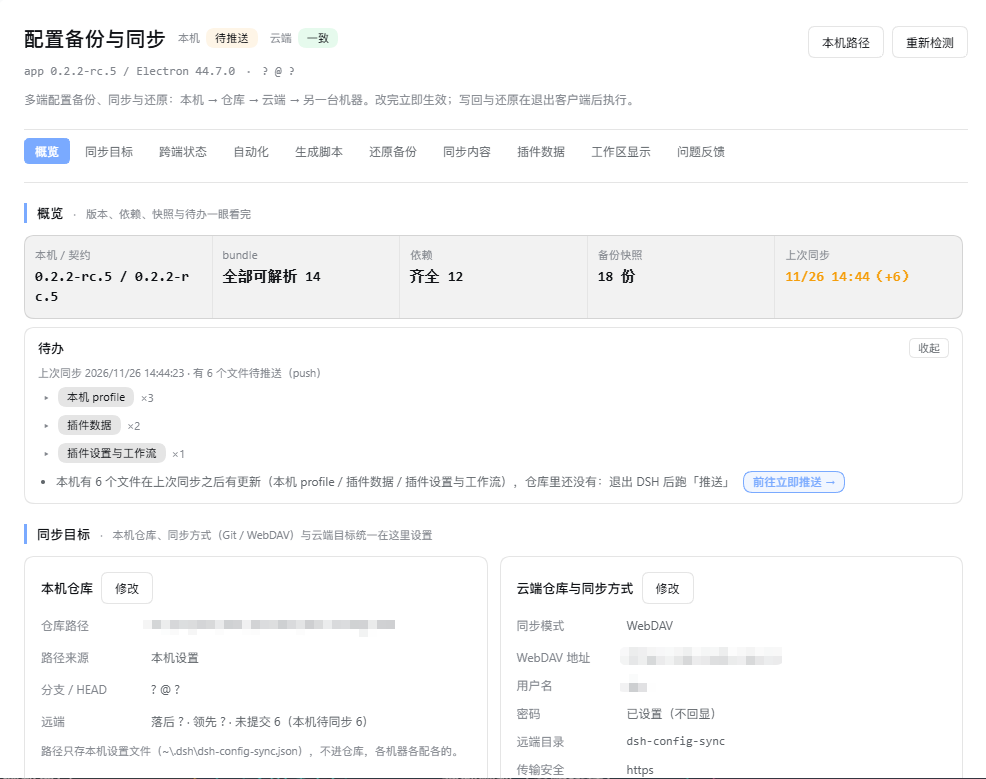 配置备份与同步 本机 待推送 云端 一致 本机路径 重新检测
app 0.2.2-rc.5 / Electron 44.7.0 · ? @ ?
多端配置备份、同步与还原：本机 → 仓库 → 云端 → 另一台机器。改完立即生效；写回与还原在退出客户端后执行。
概览 同步目标 跨端状态 自动化 生成脚本 还原备份 同步内容 插件数据 工作区显示 问题反馈
概览 · 版本、依赖、快照与待办一眼看完
本机 / 契约 bundle 依赖 备份快照 上次同步
0.2.2-rc.5 / 0.2.2-r 全部可解析 14 齐全 12 18 份 11/26 14:44（+6）
c.5
待办 收起
上次同步 2026/11/26 14:44:23 · 有 6 个文件待推送（push）
▸ 本机 profile ×3
▸ 插件数据 ×2
▸ 插件设置与工作流 ×1
• 本机有 6 个文件在上次同步之后有更新（本机 profile / 插件数据 / 插件设置与工作流），仓库里还没有：退出 DSH 后跑「推送」 前往立即推送 →
同步目标 · 本机仓库、同步方式（Git / WebDAV）与云端目标统一在这里设置
本机仓库 修改
仓库路径
路径来源 本机设置
分支 / HEAD ? @ ?
远端 落后 ? · 领先 ? · 未提交 6（本机待同步 6）
路径只存本机设置文件（~\.dsh\dsh-config-sync.json），不进仓库，各机器各配各的。
云端仓库与同步方式 修改
同步模式 WebDAV
WebDAV 地址
用户名
密码 已设置（不回显）
远端目录 dsh-config-sync
传输安全 https